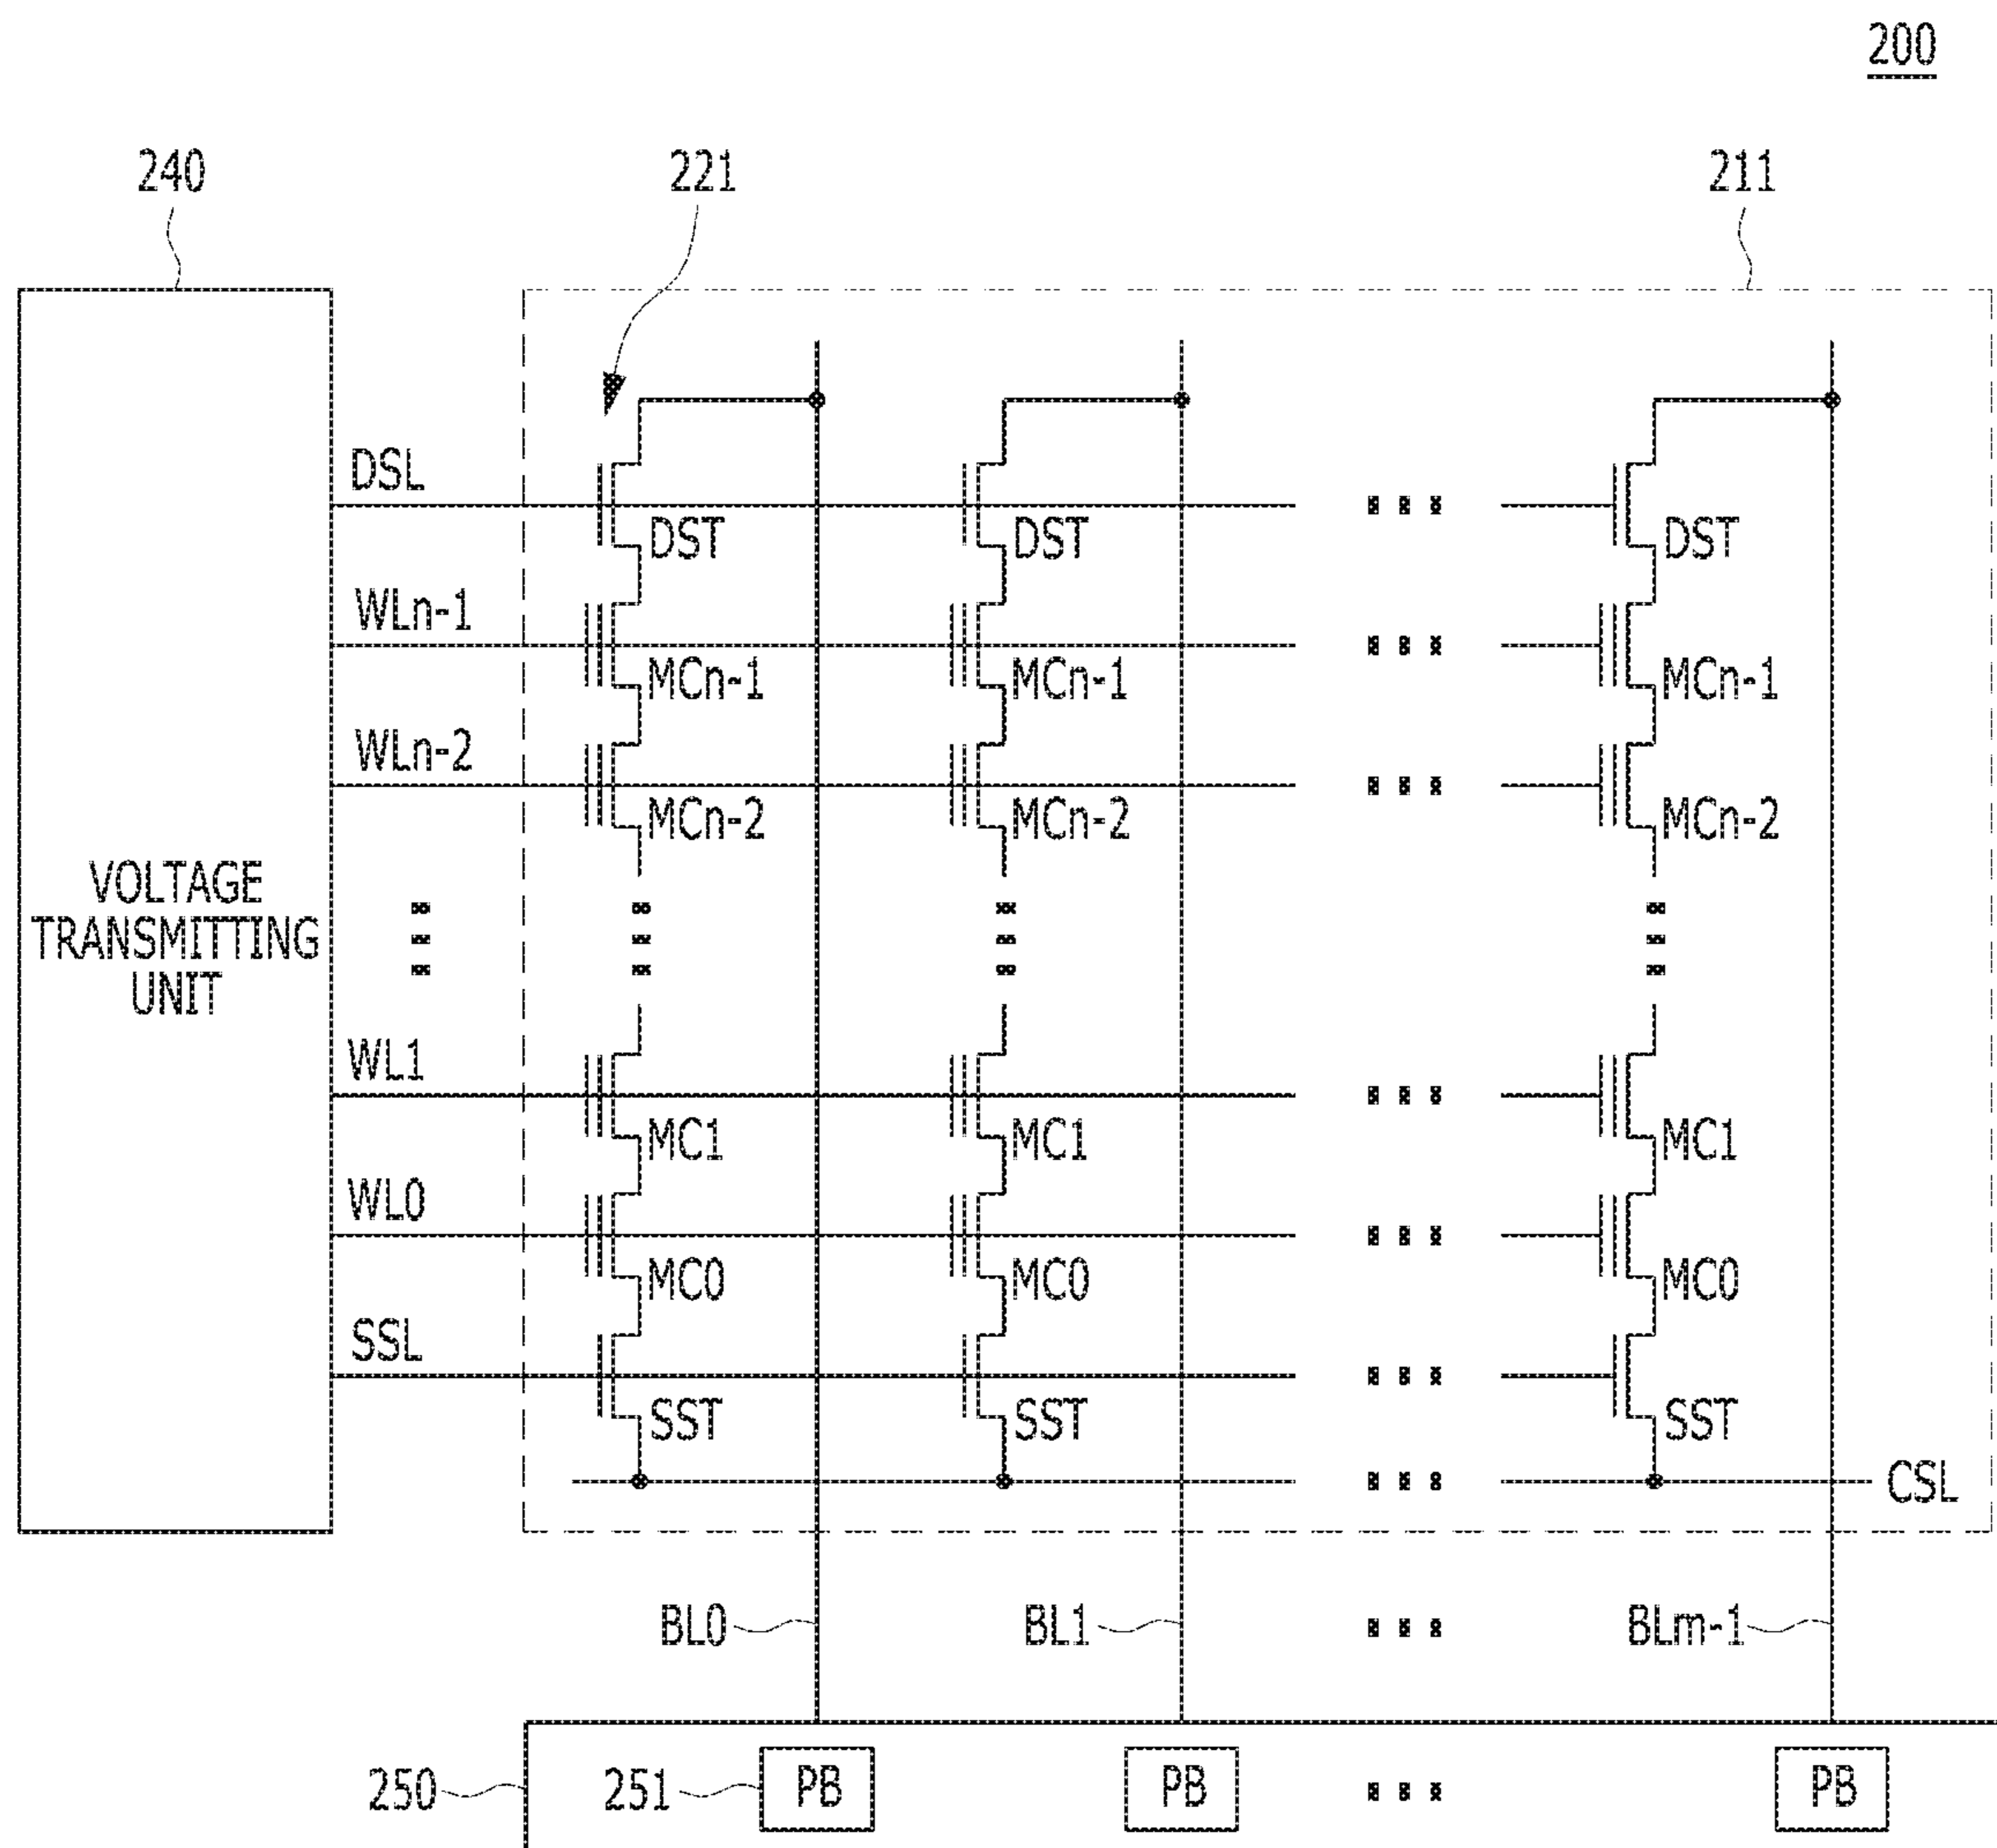 200
240
221
211
DSL
DST
DST
DST
WLn-1
MCn-1
MCn-1
MCn-1
WLn-2
MCn-2
MCn-2
MCn-2
VOLTAGE
TRANSMITTING
UNIT
WL1
MC1
MC1
MC1
WL0
MC0
MC0
MC0
SSL
SST
SST
SST
CSL
BL0
BL1
BLm-1
250
251
PB
PB
PB